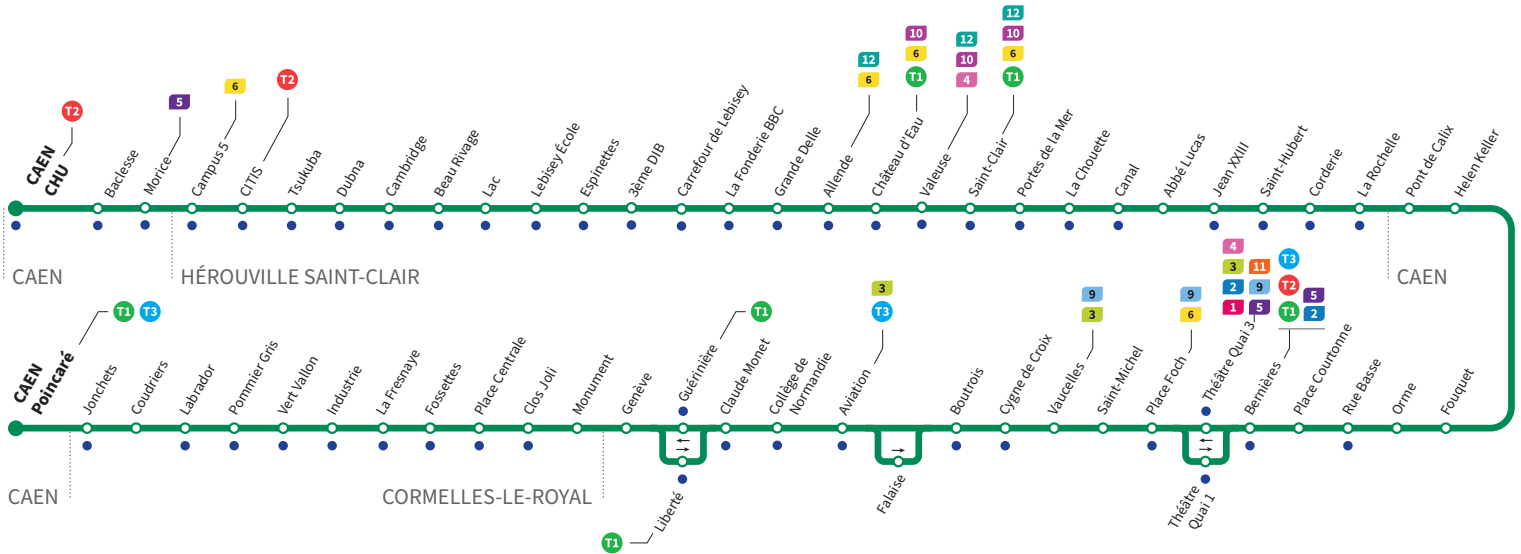 CAEN
CHU
T2
Baclesse
Morice
5
Campus 5
6
CITIS
T2
Tsukuba
Dubna
Cambridge
Beau Rivage
Lac
Lebisey École
Espinettes
3ème DIB
Carrefour de Lebisey
La Fonderie BBC
Grande Delle
Allende
12
6
Château d'Eau
10
6
T1
Valeuse
12
10
4
Saint-Clair
12
10
6
T1
Portes de la Mer
La Chouette
Canal
Abbé Lucas
Jean XXIII
Saint-Hubert
Corderie
La Rochelle
Pont de Calix
Helen Keller
CAEN
HÉROUVILLE SAINT-CLAIR
CAEN
CAEN
Poincaré
T1 T3
Jonchets
Coudriers
Labrador
Pommier Gris
Vert Vallon
Industrie
La Fresnaye
Fossettes
Place Centrale
Clos Joli
Monument
Genève
Guérinière
T1
Claude Monet
Collège de
Normandie
Aviation
3
T3
Boutrois
Cygne de Croix
Vaucelles
9
3
Saint-Michel
Place Foch
9
6
Théâtre Quai 3
4
3 11
2 9
1 5
Bernières
T3
T2
T1 5
2
Place Courtonne
Rue Basse
Orme
Fouquet
CAEN
CORMELLES-LE-ROYAL
T1
Liberté
Falaise
Théâtre
Quai 1